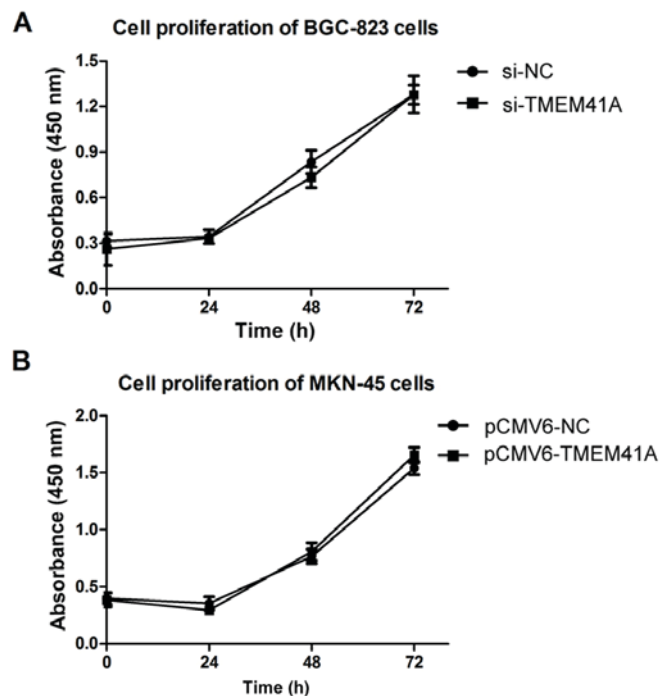 A
Cell proliferation of BGC-823 cells
si-NC
si-TMEM41A
Absorbance (450 nm)
1.5
1.2
0.9
0.6
0.3
0.0
0 24 48 72
Time (h)
B
Cell proliferation of MKN-45 cells
pCMV6-NC
pCMV6-TMEM41A
Absorbance (450 nm)
2.0
1.5
1.0
0.5
0.0
0 24 48 72
Time (h)